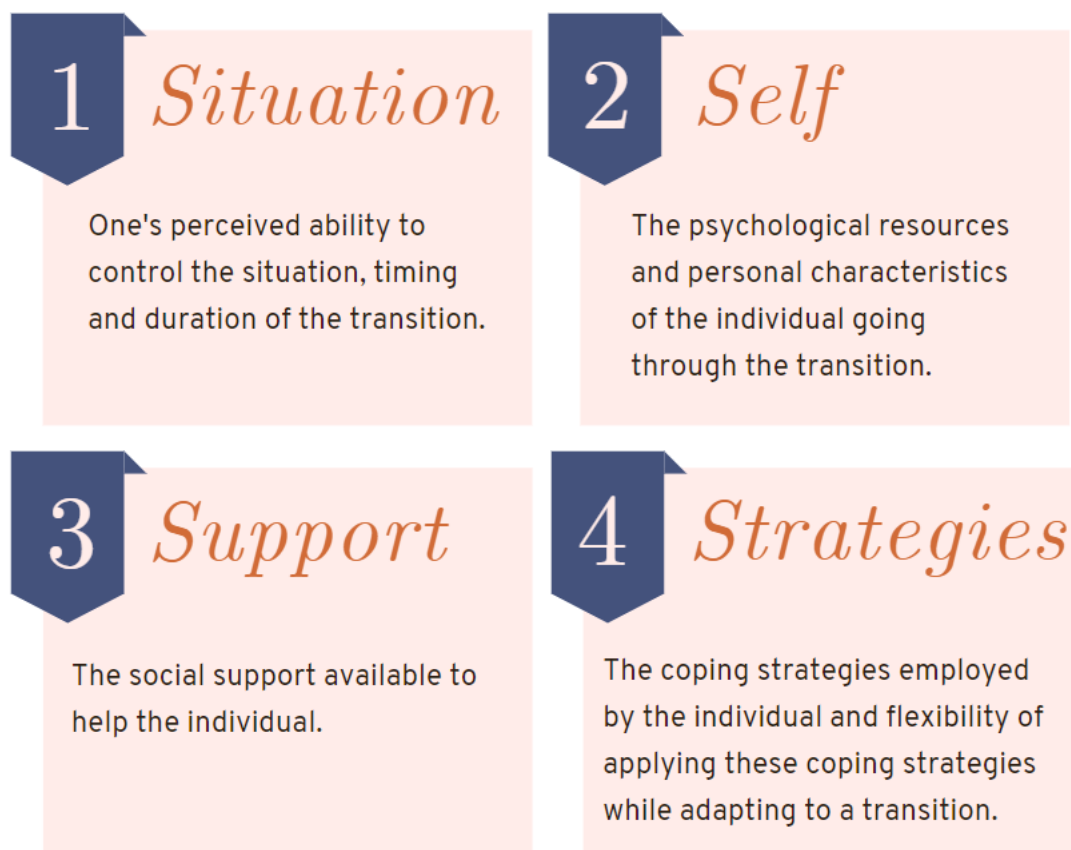 1 Situation
One's perceived ability to
control the situation, timing
and duration of the transition.
2 Self
The psychological resources
and personal characteristics
of the individual going
through the transition.
3 Support
The social support available to
help the individual.
4 Strategies
The coping strategies employed
by the individual and flexibility of
applying these coping strategies
while adapting to a transition.